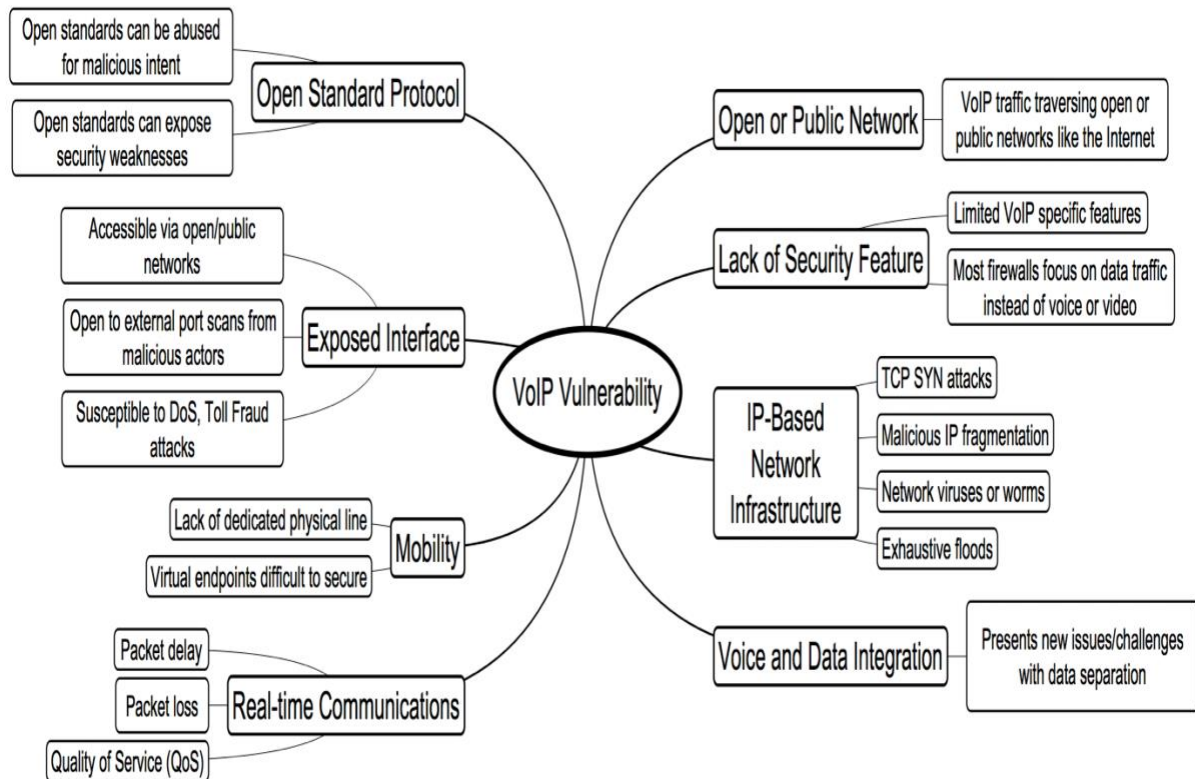 Open standards can be abused
for malicious intent
Open Standard Protocol
Open standards can expose
security weaknesses
Accessible via open/public
networks
Open to external port scans from
malicious actors
Exposed Interface
Susceptible to DoS, Toll Fraud
attacks
Lack of dedicated physical line
Mobility
Virtual endpoints difficult to secure
Packet delay
Packet loss
Real-time Communications
Quality of Service (QoS)
VoIP Vulnerability
Open or Public Network
VoIP traffic traversing open or
public networks like the Internet
Lack of Security Feature
Limited VoIP specific features
Most firewalls focus on data traffic
instead of voice or video
IP-Based
Network
Infrastructure
TCP SYN attacks
Malicious IP fragmentation
Network viruses or worms
Exhaustive floods
Voice and Data Integration
Presents new issues/challenges
with data separation